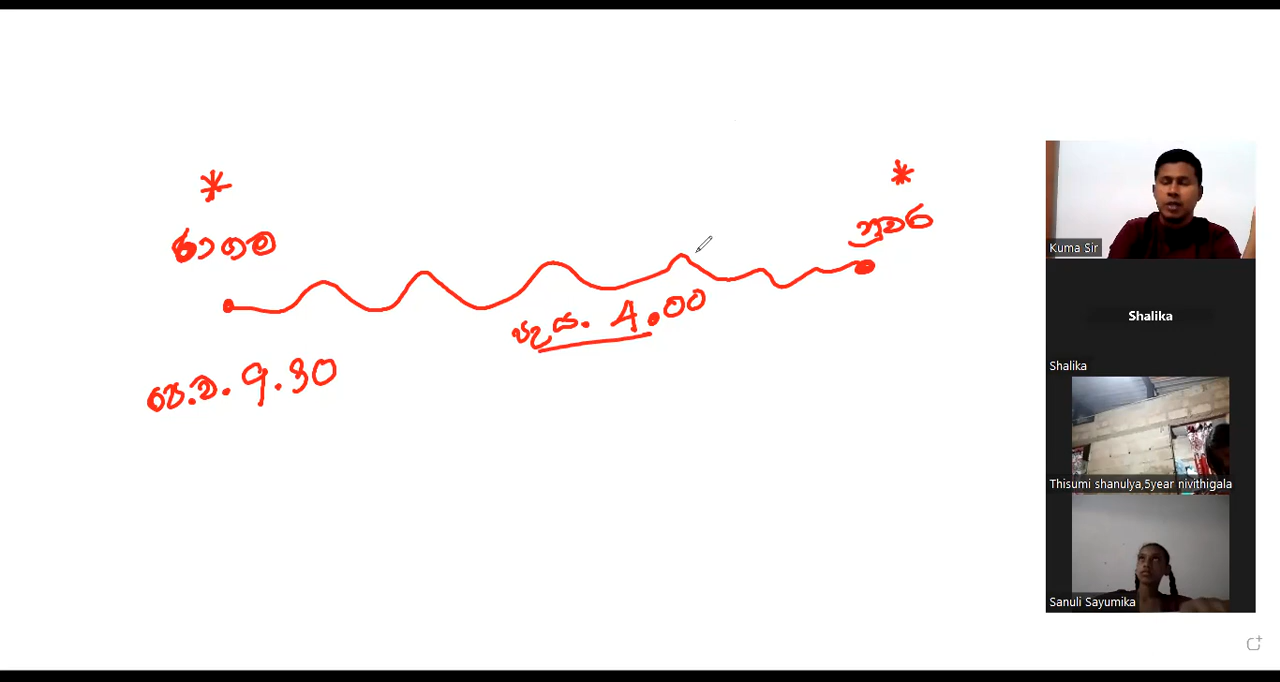 *
*
රාගම
නුවර
පැය. 4.00
පෙ.ව. 9.30
Kuma Sir
Shalika
Shalika
Thisumi shanulya,5year nivithigala
Sanuli Sayumika